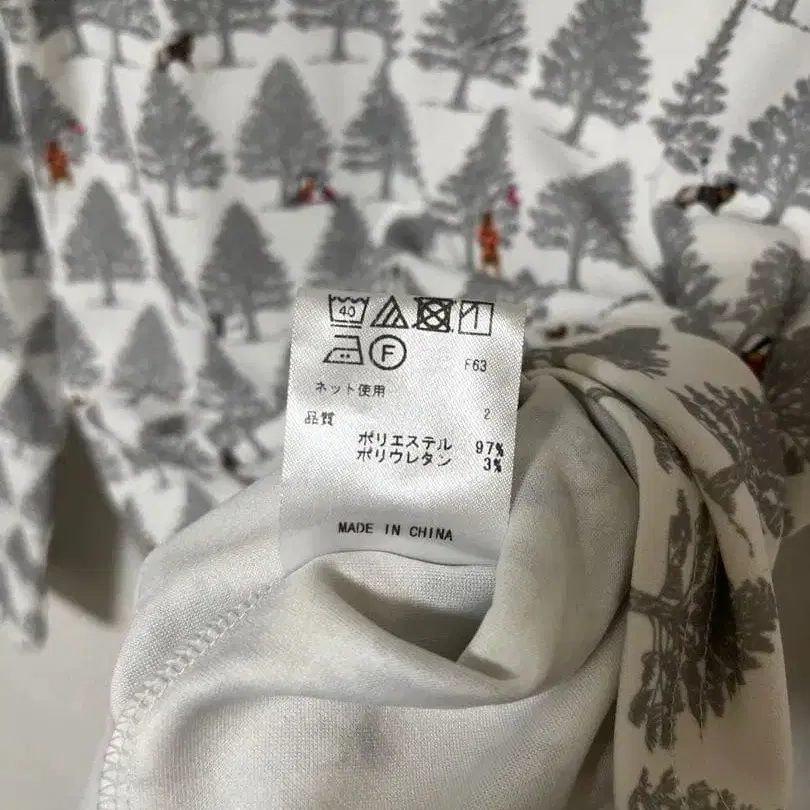 40
F F63
ネット使用
品質 2
ポリエステル 97%
ポリウレタン 3%
MADE IN CHINA